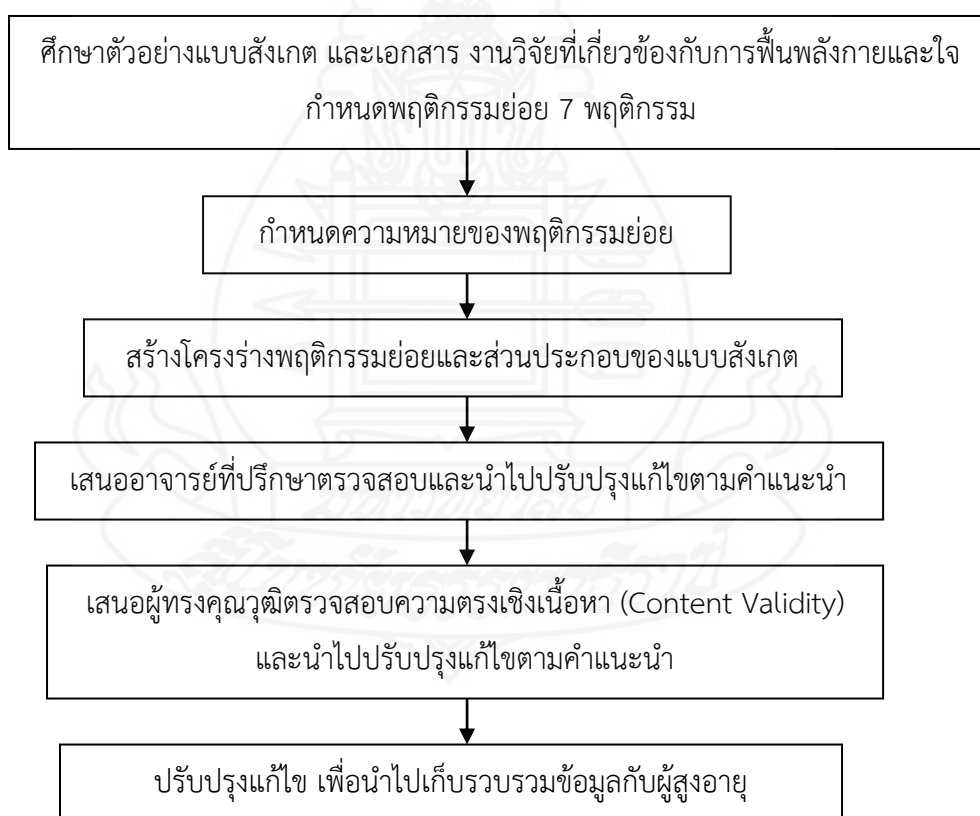 ศึกษาตัวอย่างแบบสังเกต และเอกสาร งานวิจัยที่เกี่ยวข้องกับการฟื้นพลังกายและใจ
กำหนดพฤติกรรมย่อย 7 พฤติกรรม
กำหนดความหมายของพฤติกรรมย่อย
สร้างโครงร่างพฤติกรรมย่อยและส่วนประกอบของแบบสังเกต
เสนออาจารย์ที่ปรึกษาตรวจสอบและนำไปปรับปรุงแก้ไขตามคำแนะนำ
เสนอผู้ทรงคุณวุฒิตรวจสอบความตรงเชิงเนื้อหา (Content Validity)
และนำไปปรับปรุงแก้ไขตามคำแนะนำ
ปรับปรุงแก้ไข เพื่อนำไปเก็บรวบรวมข้อมูลกับผู้สูงอายุ